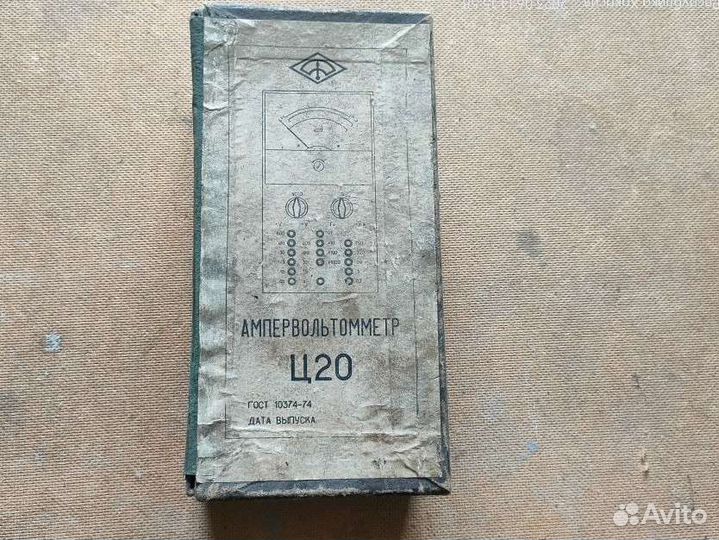 АМПЕРВОЛЬТОММЕТР
Ц20
ГОСТ 10374-74
ДАТА ВЫПУСКА
Avito